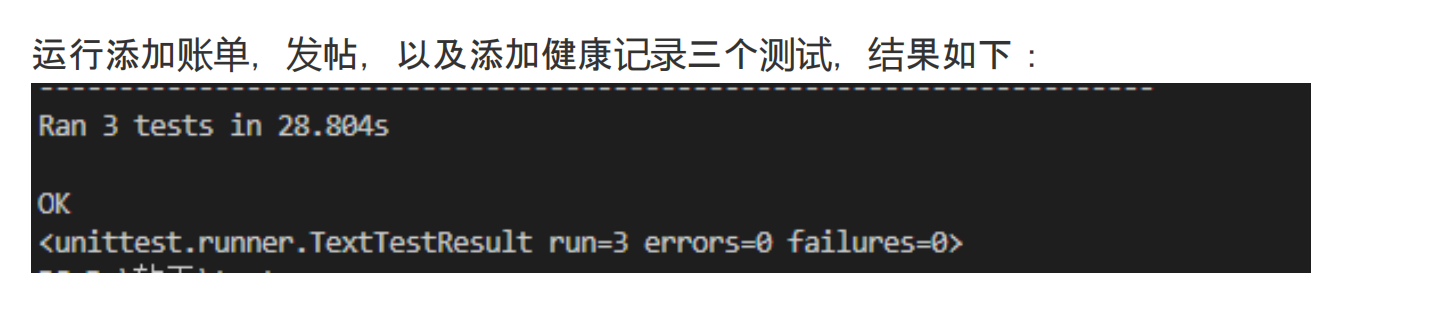 运行添加账单，发帖，以及添加健康记录三个测试，结果如下：
----------------------------------------------------------------------
Ran 3 tests in 28.804s
OK
<unittest.runner.TextTestResult run=3 errors=0 failures=0>